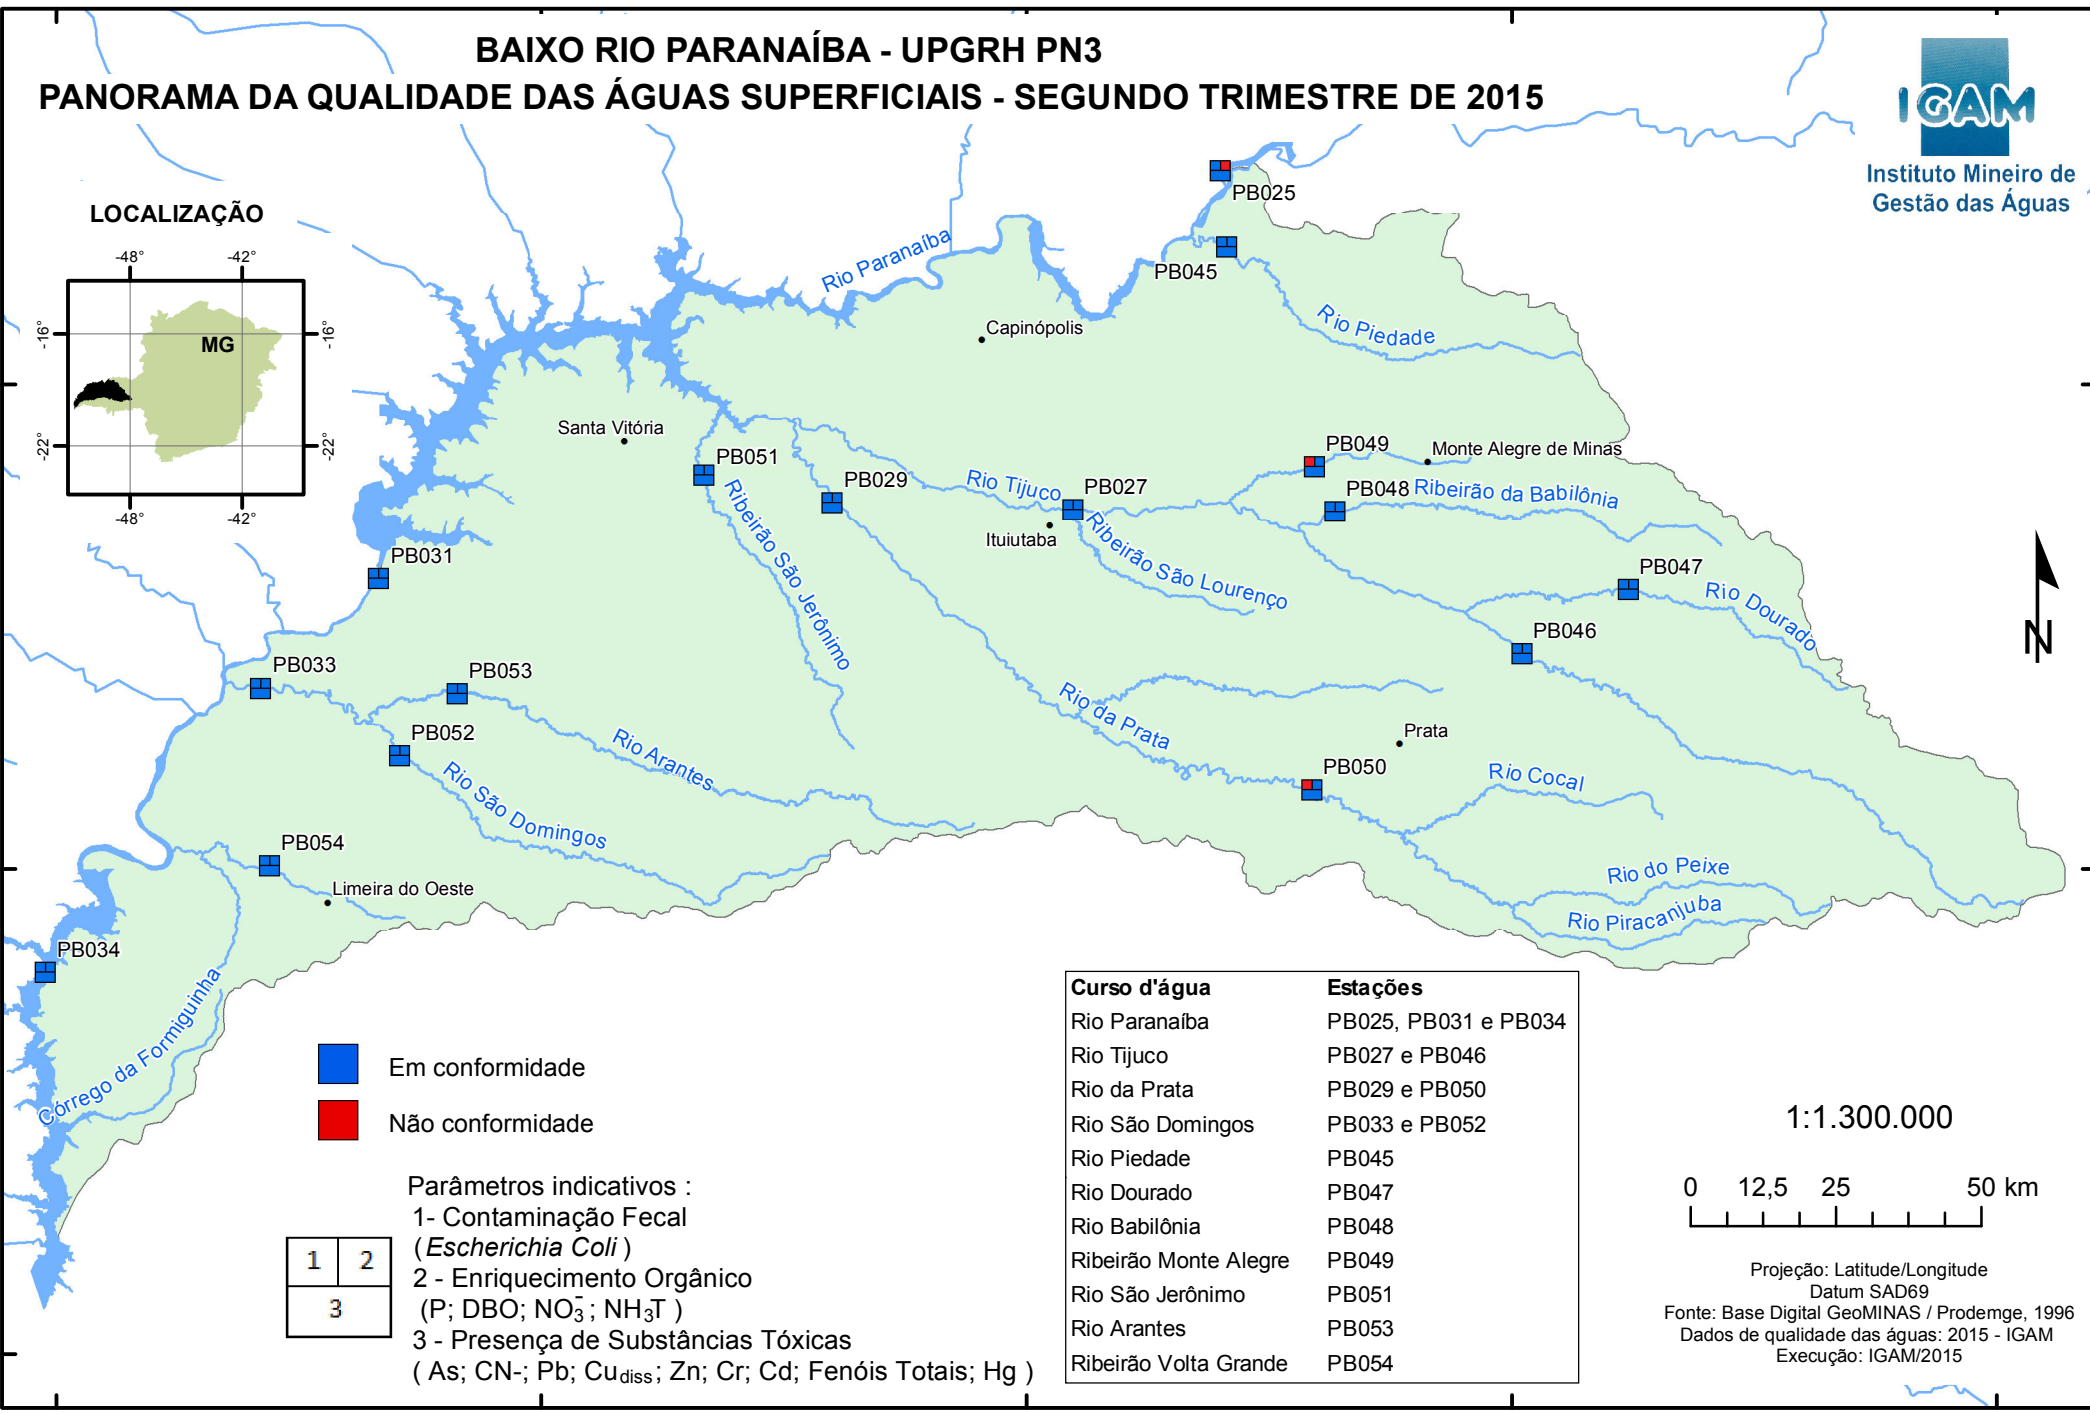 BAIXO RIO PARANAÍBA - UPGRH PN3
PANORAMA DA QUALIDADE DAS ÁGUAS SUPERFICIAIS - SEGUNDO TRIMESTRE DE 2015
IGAM
Instituto Mineiro de
Gestão das Águas
LOCALIZAÇÃO
-48°
-42°
-16°
-16°
MG
-22°
-22°
-48°
-42°
PB025
Rio Paranaíba
PB045
Rio Piedade
Capinópolis
Santa Vitória
PB051
PB029
Rio Tijuco
PB027
PB049
Monte Alegre de Minas
PB048
Ribeirão da Babilônia
Ituiutaba
Ribeirão São Jerônimo
Ribeirão São Lourenço
PB031
PB047
Rio Dourado
PB046
PB033
PB053
PB052
Rio Arantes
Rio da Prata
Prata
PB050
Rio Cocal
Rio São Domingos
PB054
Limeira do Oeste
Rio do Peixe
Rio Piracanjuba
PB034
Córrego da Formiguinha
Em conformidade
Não conformidade
Parâmetros indicativos :
1- Contaminação Fecal
(Escherichia Coli )
2 - Enriquecimento Orgânico
(P; DBO; NO₃⁻; NH₃T )
3 - Presença de Substâncias Tóxicas
( As; CN-; Pb; Cu diss; Zn; Cr; Cd; Fenóis Totais; Hg )
1 2
3
Curso d'água Estações
Rio Paranaíba PB025, PB031 e PB034
Rio Tijuco PB027 e PB046
Rio da Prata PB029 e PB050
Rio São Domingos PB033 e PB052
Rio Piedade PB045
Rio Dourado PB047
Rio Babilônia PB048
Ribeirão Monte Alegre PB049
Rio São Jerônimo PB051
Rio Arantes PB053
Ribeirão Volta Grande PB054
N
1:1.300.000
0 12,5 25 50 km
Projeção: Latitude/Longitude
Datum SAD69
Fonte: Base Digital GeoMINAS / Prodemge, 1996
Dados de qualidade das águas: 2015 - IGAM
Execução: IGAM/2015